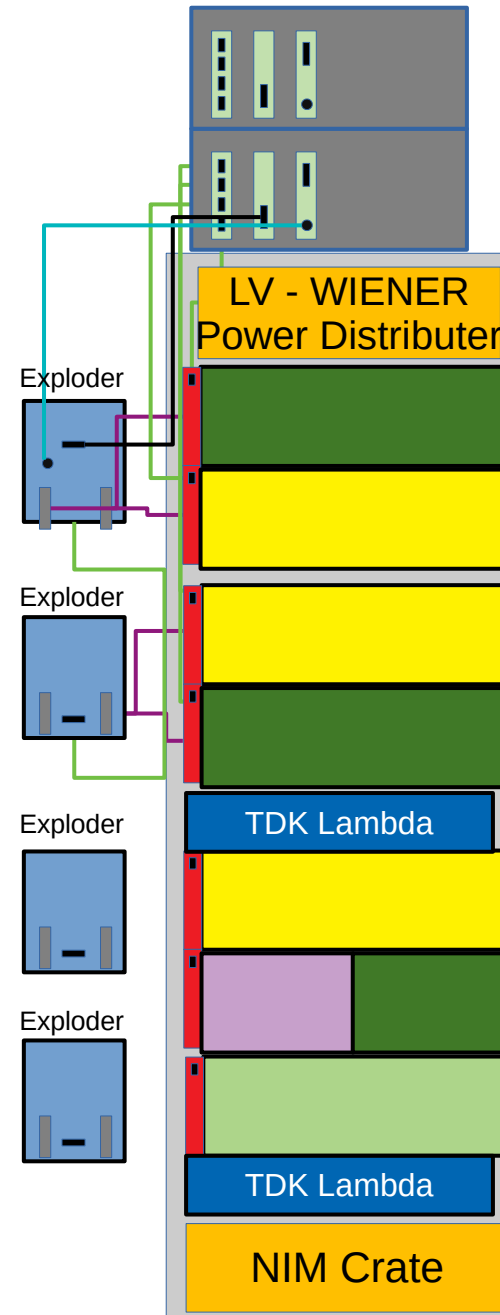 LV - WIENER
Power Distributer
Exploder
Exploder
TDK Lambda
Exploder
Exploder
TDK Lambda
NIM Crate